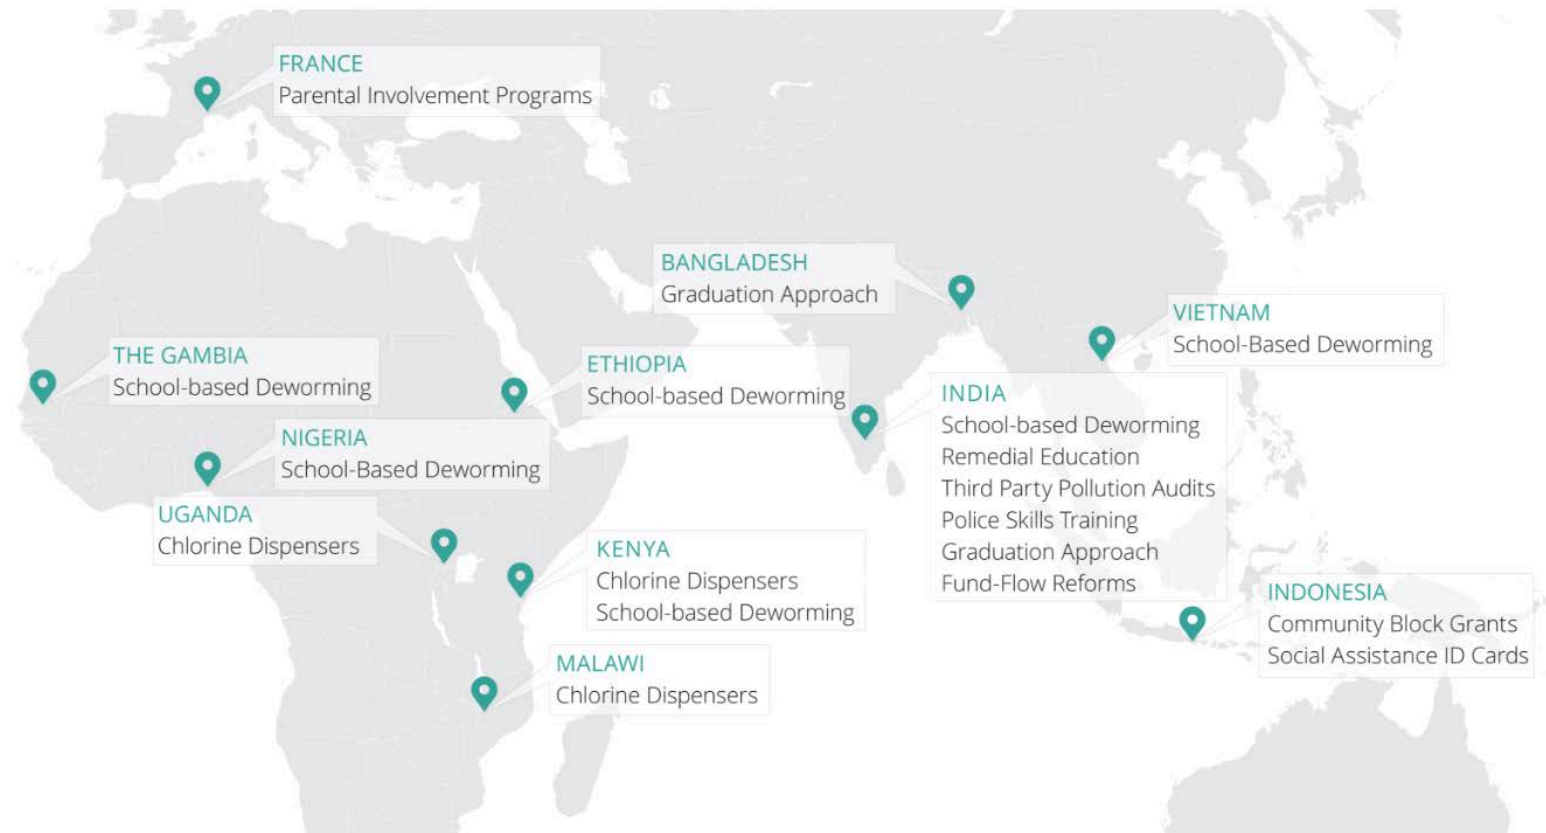 FRANCE
Parental Involvement Programs
BANGLADESH
Graduation Approach
VIETNAM
School-Based Deworming
THE GAMBIA
School-based Deworming
ETHIOPIA
School-based Deworming
INDIA
School-based Deworming
Remedial Education
Third Party Pollution Audits
Police Skills Training
Graduation Approach
Fund-Flow Reforms
NIGERIA
School-Based Deworming
UGANDA
Chlorine Dispensers
KENYA
Chlorine Dispensers
School-based Deworming
INDONESIA
Community Block Grants
Social Assistance ID Cards
MALAWI
Chlorine Dispensers